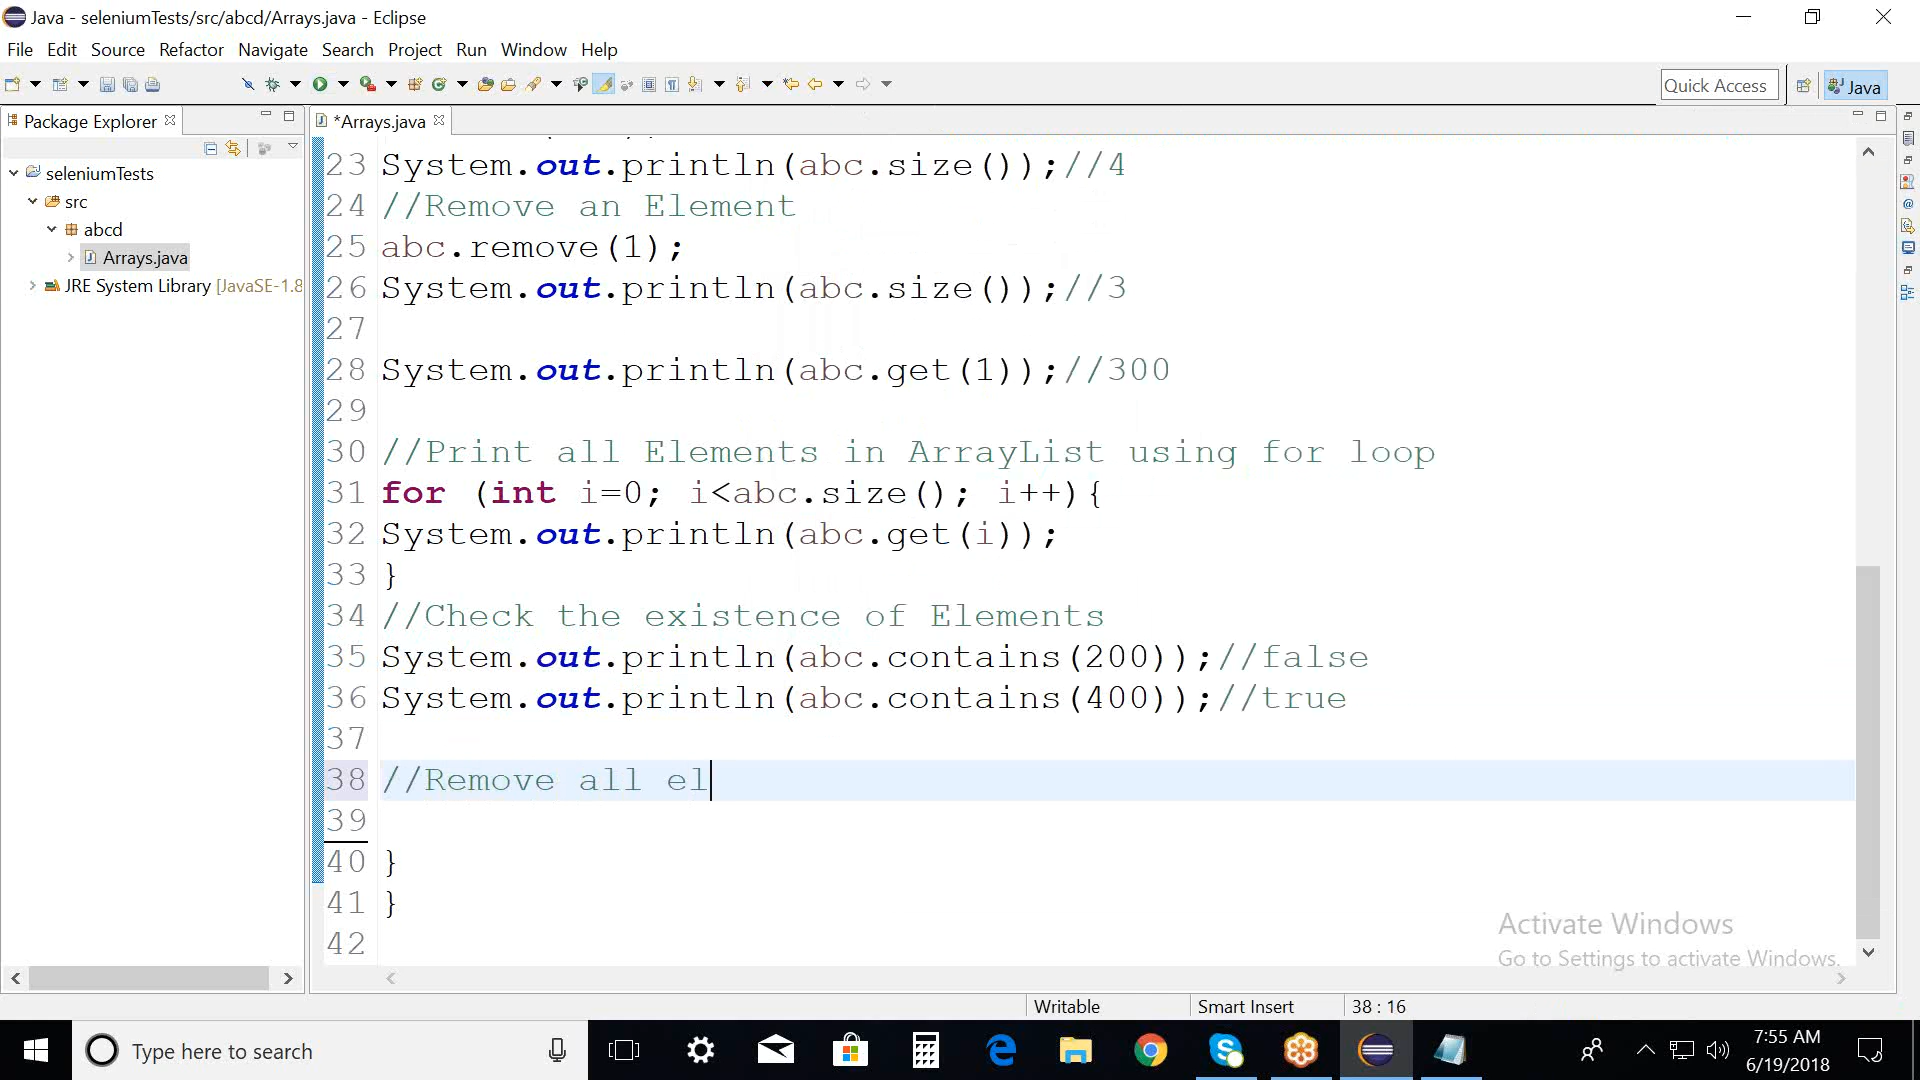 Java - seleniumTests/src/abcd/Arrays.java - Eclipse
File Edit Source Refactor Navigate Search Project Run Window Help
Quick Access
Java
Package Explorer
*Arrays.java
seleniumTests
src
abcd
Arrays.java
JRE System Library [JavaSE-1.8
23 System.out.println(abc.size());//4
24 //Remove an Element
25 abc.remove(1);
26 System.out.println(abc.size());//3
27
28 System.out.println(abc.get(1));//300
29
30 //Print all Elements in ArrayList using for loop
31 for (int i=0; i<abc.size(); i++){
32 System.out.println(abc.get(i));
33 }
34 //Check the existence of Elements
35 System.out.println(abc.contains(200));//false
36 System.out.println(abc.contains(400));//true
37
38 //Remove all el
39
40 }
41 }
42
Activate Windows
Go to Settings to activate Windows.
Writable
Smart Insert
38 : 16
Type here to search
7:55 AM
6/19/2018